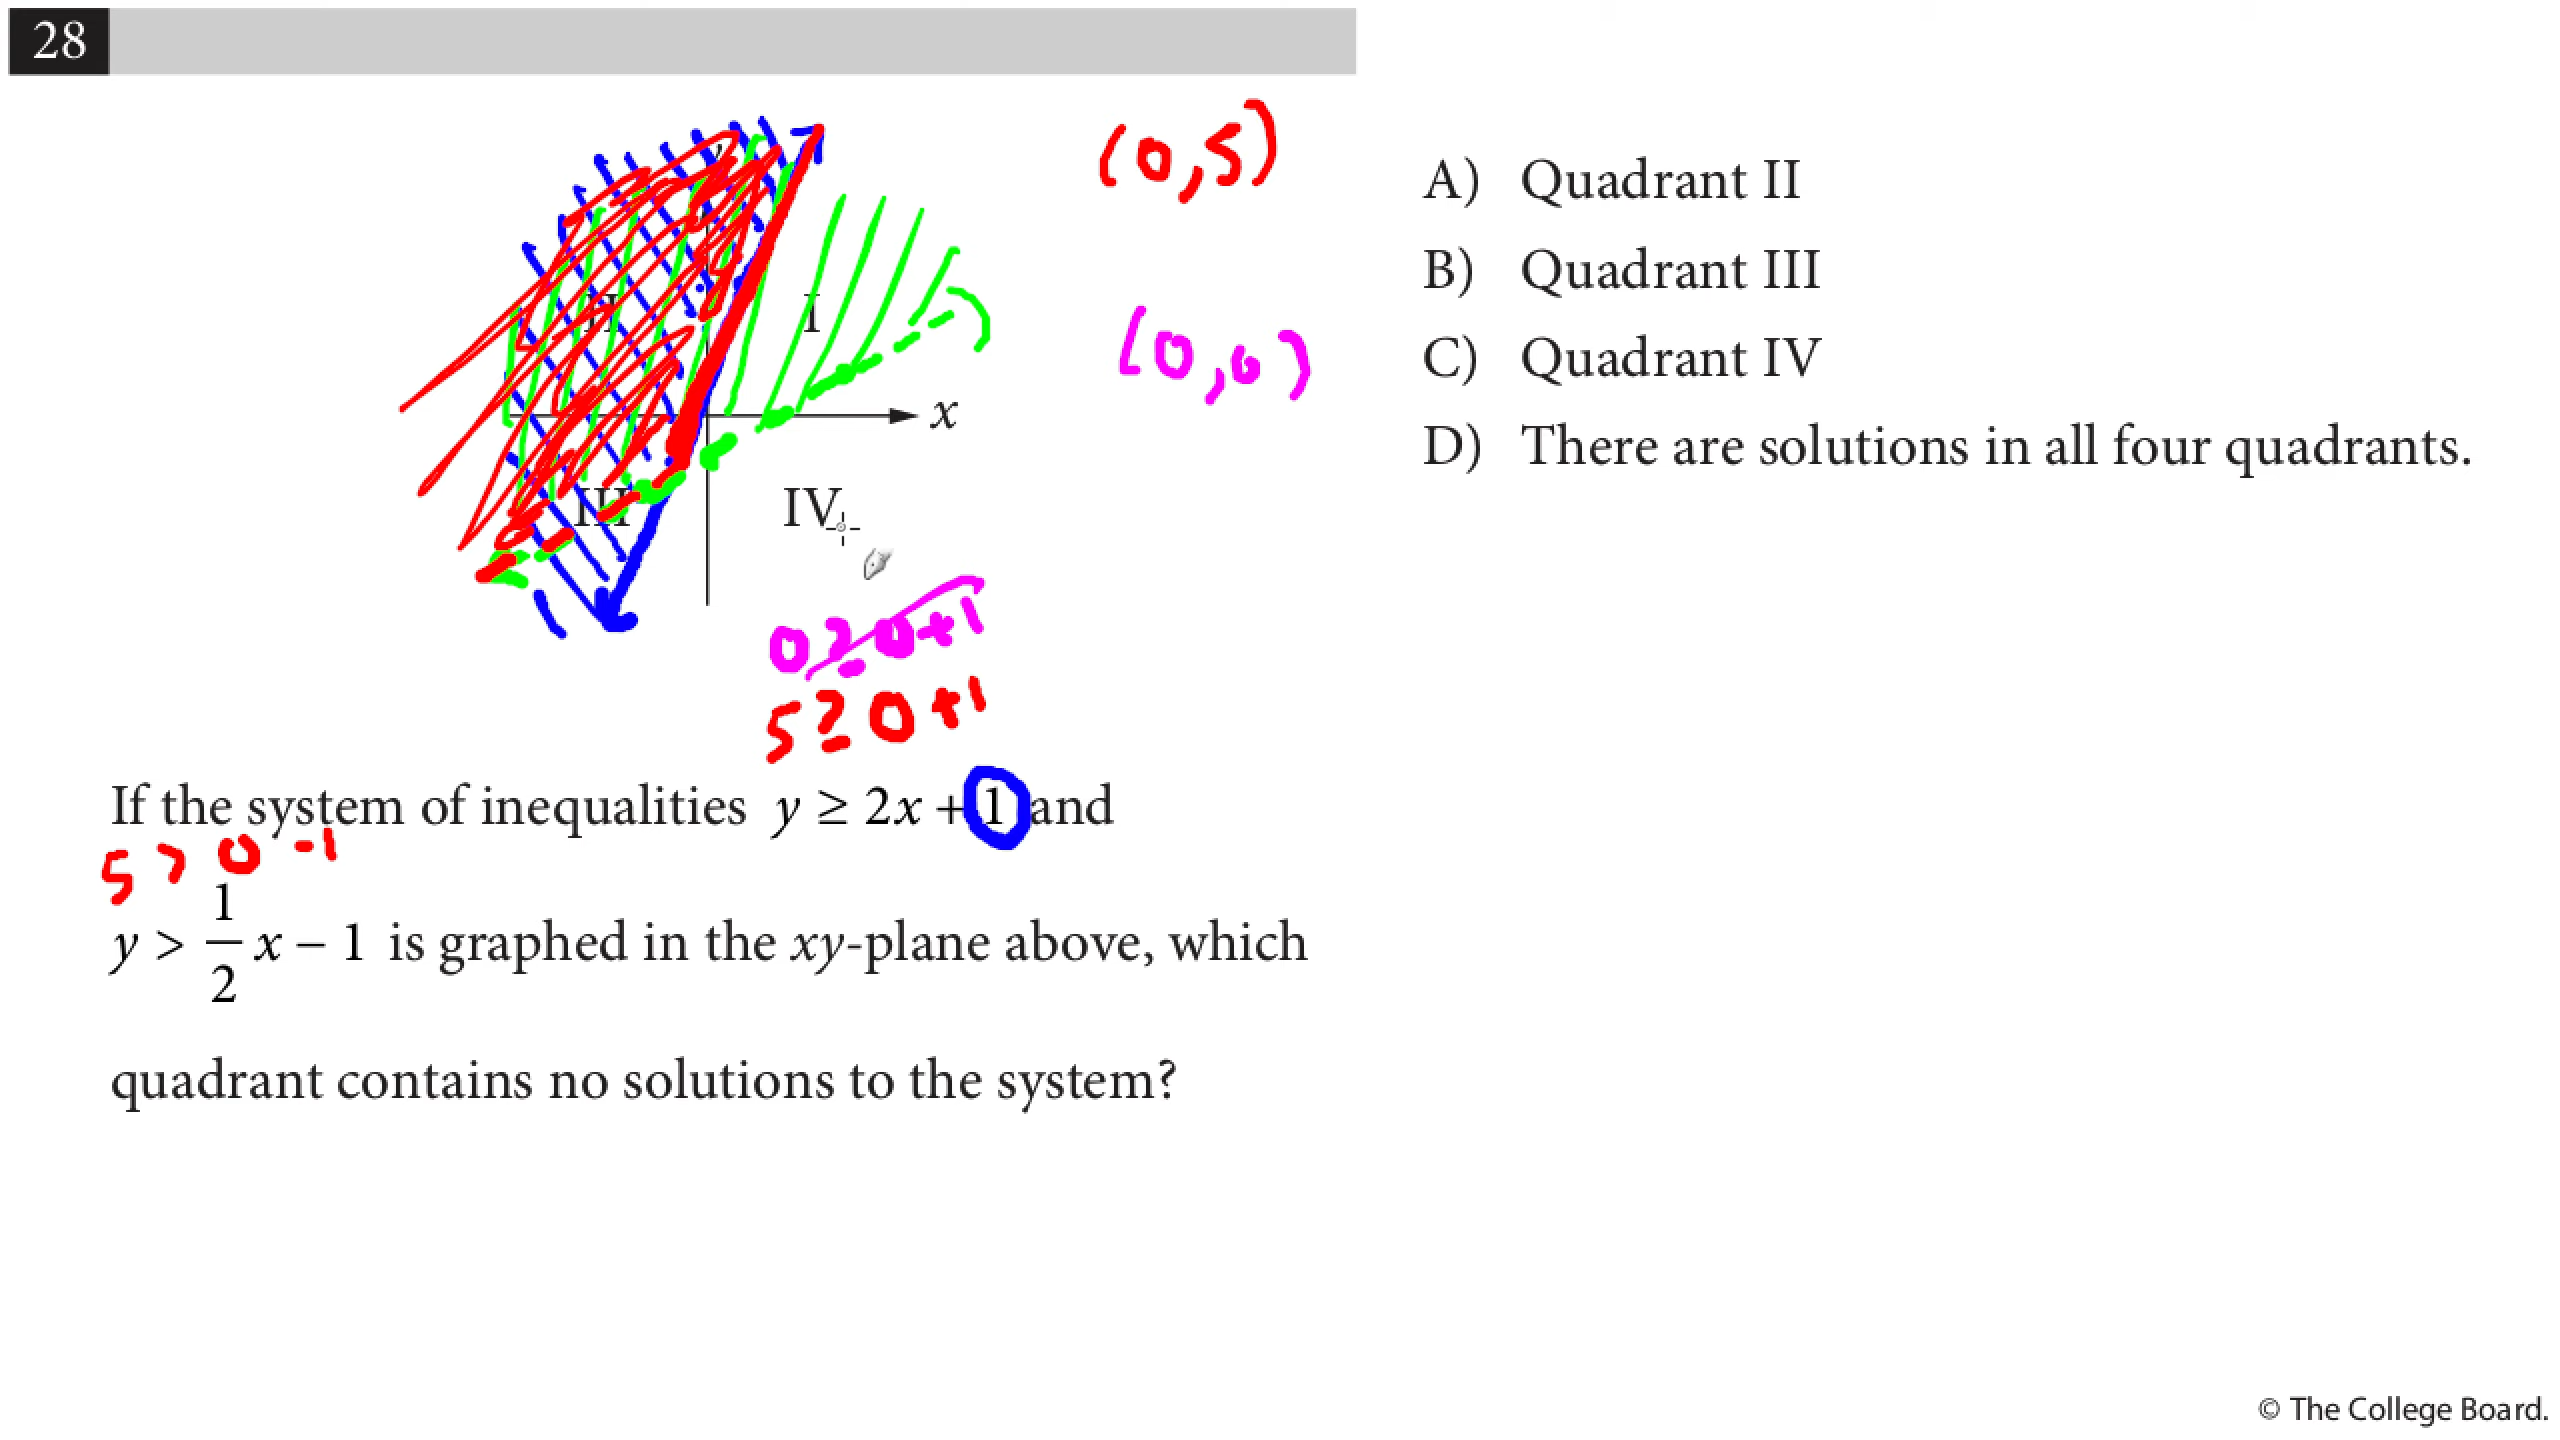 28
(0,5)
(0,0)
II
I
x
III
IV
0≥0+1
5≥0+1
If the system of inequalities y ≥ 2x + 1 and
5 > 0 -1
y > 1/2 x − 1 is graphed in the xy-plane above, which
quadrant contains no solutions to the system?
A) Quadrant II
B) Quadrant III
C) Quadrant IV
D) There are solutions in all four quadrants.
© The College Board.